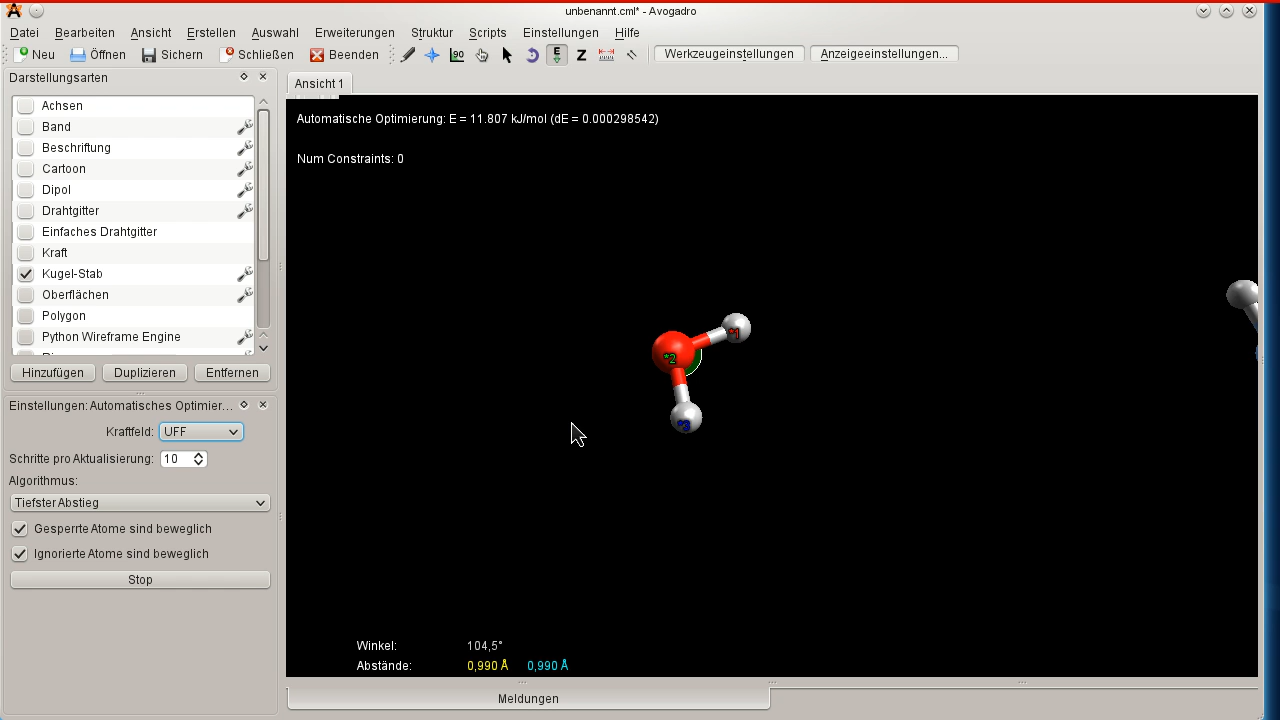 unbenannt.cml* - Avogadro
Datei Bearbeiten Ansicht Erstellen Auswahl Erweiterungen Struktur Scripts Einstellungen Hilfe
Neu Öffnen Sichern Schließen Beenden 90 E Z Werkzeugeinstellungen Anzeigeeinstellungen...
Darstellungsarten
Ansicht 1
Achsen
Band
Beschriftung
Cartoon
Dipol
Drahtgitter
Einfaches Drahtgitter
Kraft
Kugel-Stab
Oberflächen
Polygon
Python Wireframe Engine
Hinzufügen Duplizieren Entfernen
Einstellungen: Automatisches Optimier...
Kraftfeld: UFF
Schritte pro Aktualisierung: 10
Algorithmus:
Tiefster Abstieg
Gesperrte Atome sind beweglich
Ignorierte Atome sind beweglich
Stop
Automatische Optimierung: E = 11.807 kJ/mol (dE = 0.000298542)
Num Constraints: 0
*1
*2
*3
Winkel: 104,5°
Abstände: 0,990 Å 0,990 Å
Meldungen